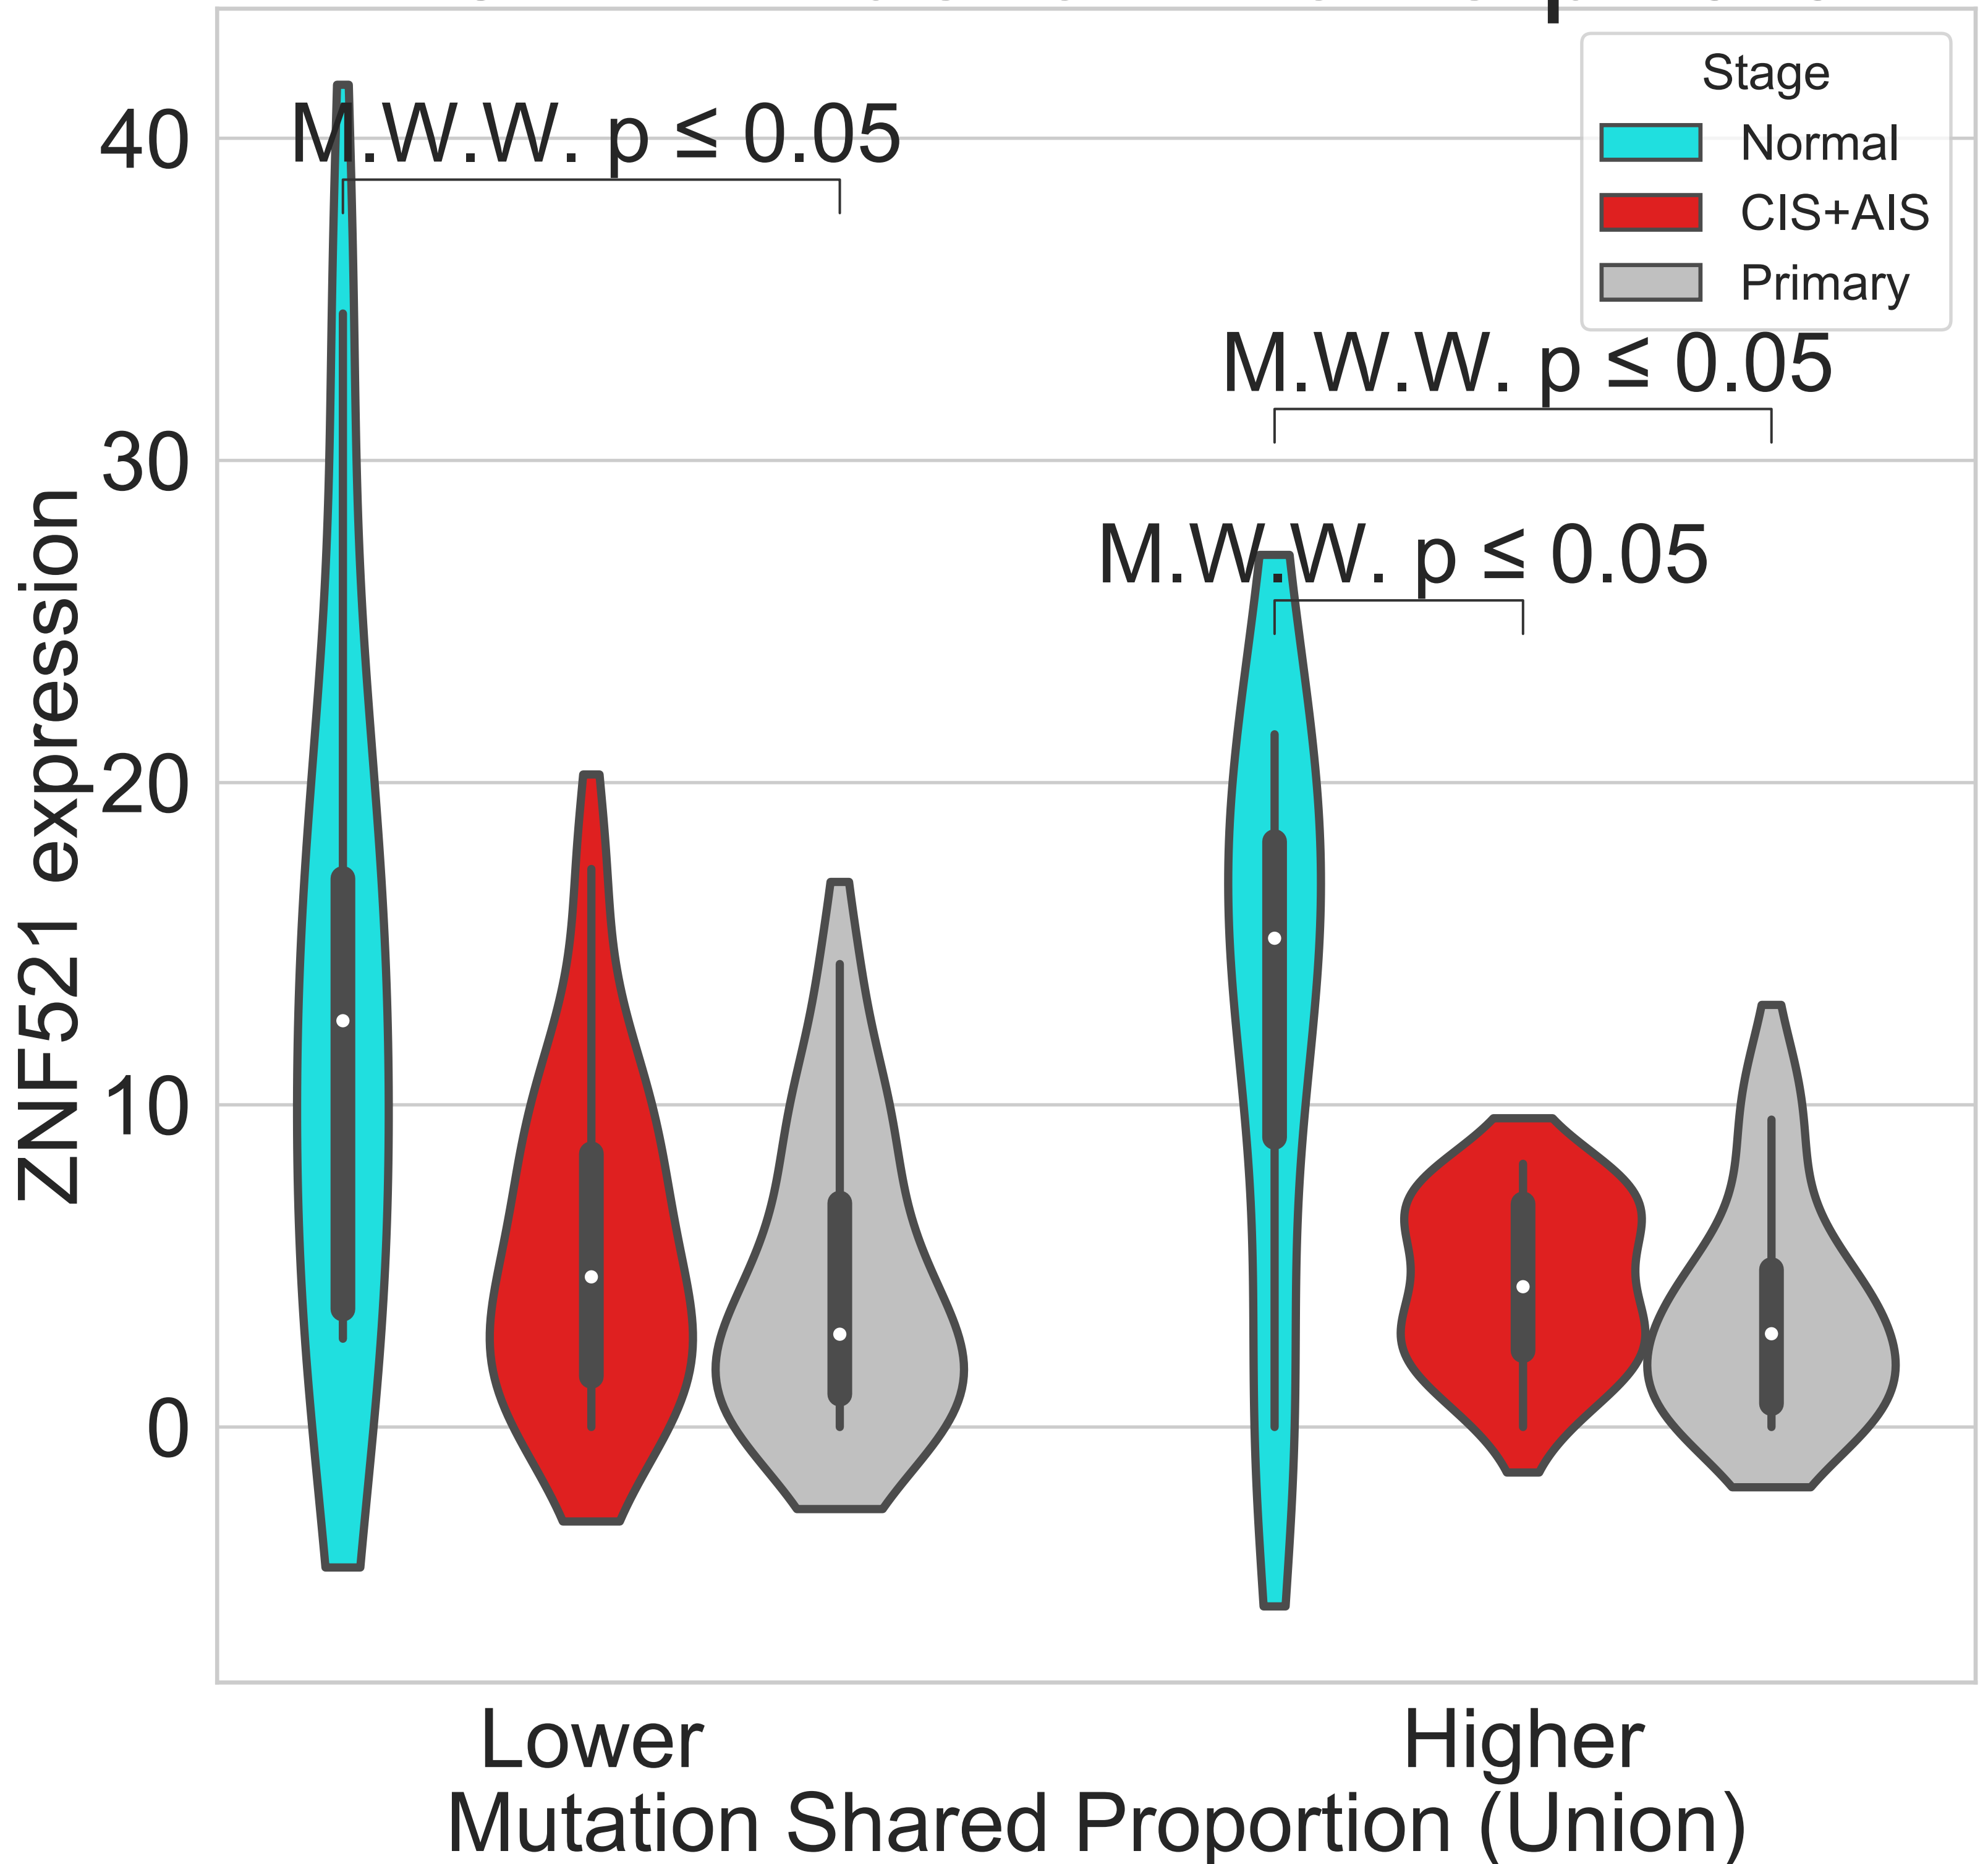 Stage
Normal
CIS+AIS
Primary
M.W.W. p ≤ 0.05
M.W.W. p ≤ 0.05
M.W.W. p ≤ 0.05
ZNF521 expression
40
30
20
10
0
Lower
Higher
Mutation Shared Proportion (Union)